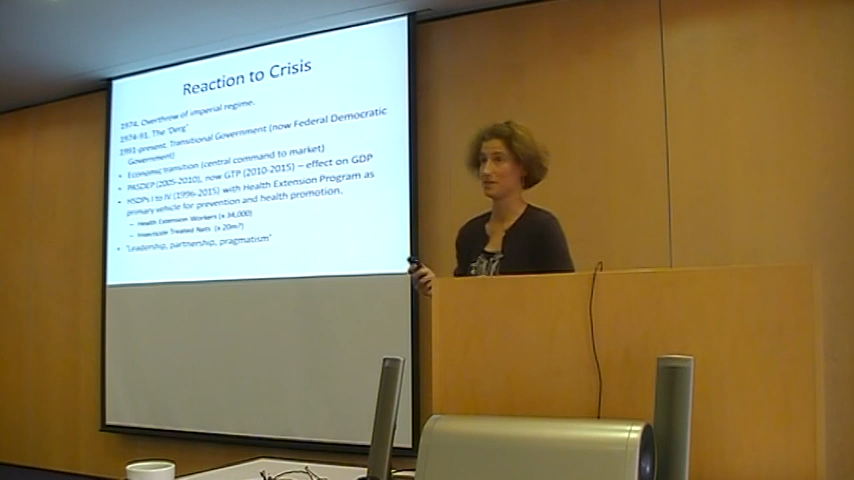 Reaction to Crisis
1974, Overthrow of imperial regime.
1974-91, The 'Derg'
1991-present, Transitional Government (now Federal Democratic
Government)
• Economic transition (central command to market)
• PASDEP (2005-2010), now GTP (2010-2015) – effect on GDP
• HSDPs I to IV (1996-2015) with Health Extension Program as
primary vehicle for prevention and health promotion.
– Health Extension Workers (x 34,000)
– Insecticide Treated Nets (x 20m?)
• 'Leadership, partnership, pragmatism'